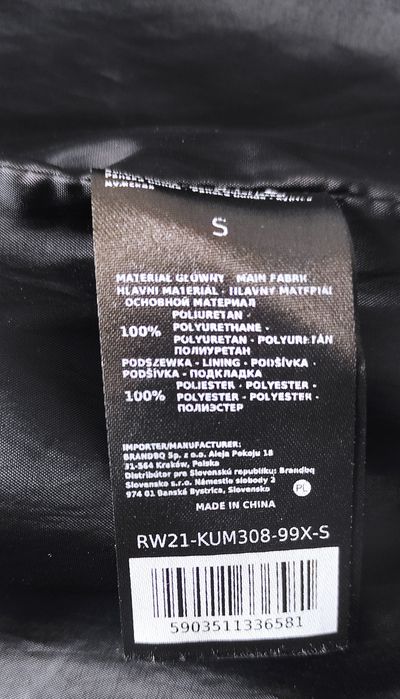 S
MATERIAŁ GŁÓWNY · MAIN FABRIC
HLAVNÍ MATERIÁL · HLAVNÝ MATERIÁL
ОСНОВНОЙ МАТЕРИАЛ
100% POLIURETAN ·
POLYURETHANE ·
POLYURETAN · POLYURETÁN
ПОЛИУРЕТАН
PODSZEWKA · LINING · PODŠÍVKA ·
PODŠÍVKA · ПОДКЛАДКА
100% POLIESTER · POLYESTER ·
POLYESTER · POLYESTER ·
ПОЛИЭСТЕР
IMPORTER/MANUFACTURER:
BRANDBQ Sp. z o.o. Aleja Pokoju 18
31-564 Kraków, Polska
Distribútor pre Slovenskú republiku: Brandbq
Slovensko s.r.o. Námestie slobody 2
974 01 Banská Bystrica, Slovensko
PL
MADE IN CHINA
RW21-KUM308-99X-S
5903511336581